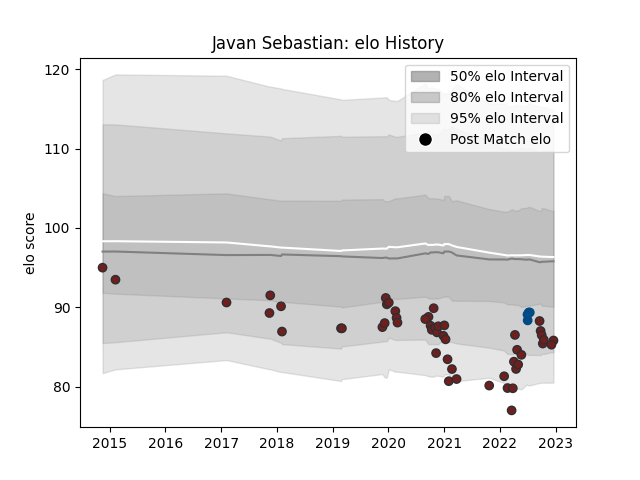 Javan Sebastian: elo History
120
110
100
90
80
elo score
50% elo Interval
80% elo Interval
95% elo Interval
Post Match elo
2015 2016 2017 2018 2019 2020 2021 2022 2023